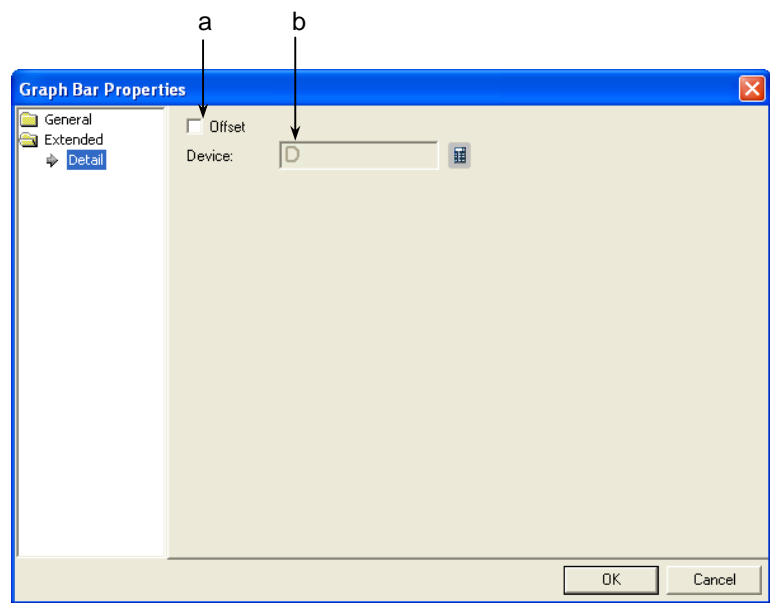 a b
Graph Bar Properties
General
Extended
Detail
Offset
Device: D
OK Cancel